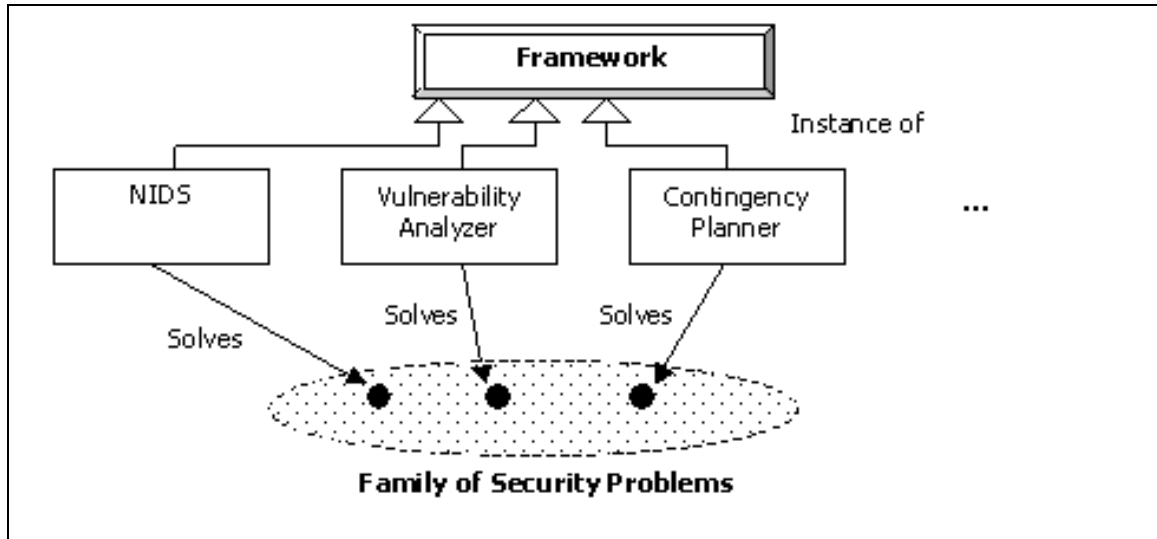 Framework
Instance of
NIDS
Vulnerability
Analyzer
Contingency
Planner
...
Solves
Solves
Solves
Family of Security Problems